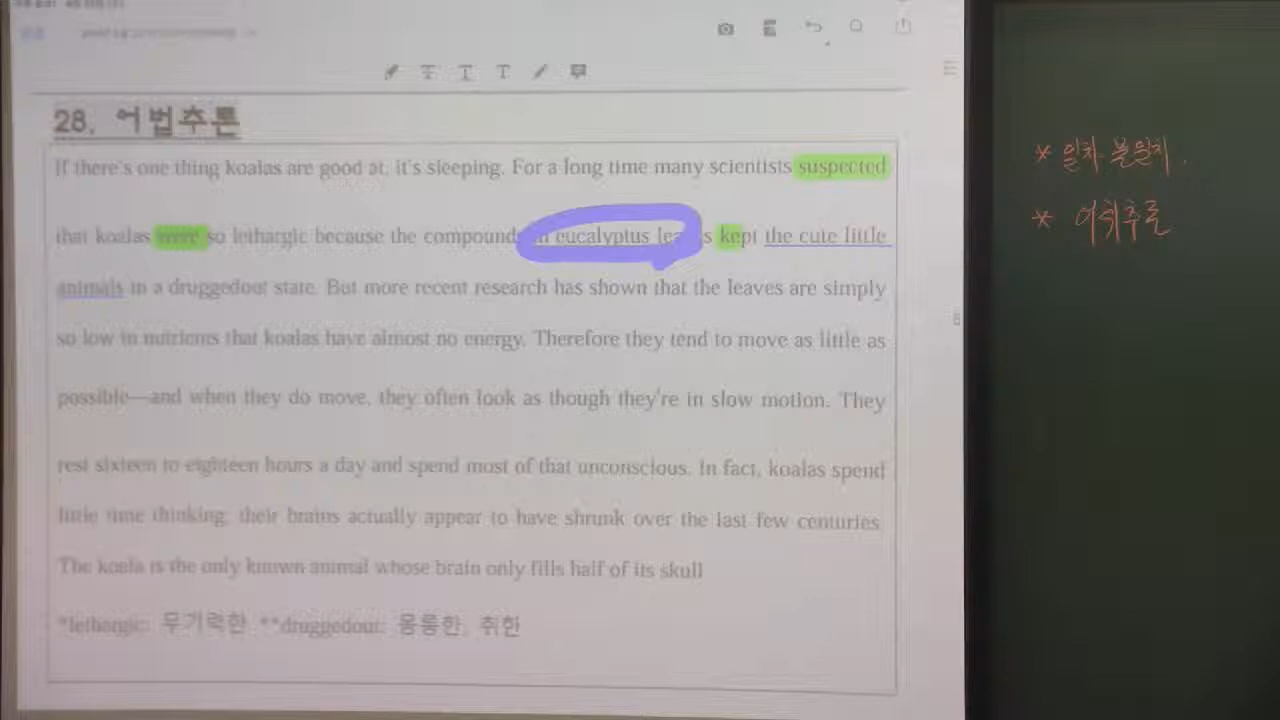 28. 어법추론
If there's one thing koalas are good at, it's sleeping. For a long time many scientists suspected
that koalas were so lethargic because the compounds in eucalyptus leaves kept the cute little
animals in a druggedout state. But more recent research has shown that the leaves are simply
so low in nutrients that koalas have almost no energy. Therefore they tend to move as little as
possible—and when they do move, they often look as though they're in slow motion. They
rest sixteen to eighteen hours a day and spend most of that unconscious. In fact, koalas spend
little time thinking; their brains actually appear to have shrunk over the last few centuries.
The koala is the only known animal whose brain only fills half of its skull
*lethargic: 무기력한 **druggedout: 몽롱한, 취한
* 일치·불일치.
* 어휘추론